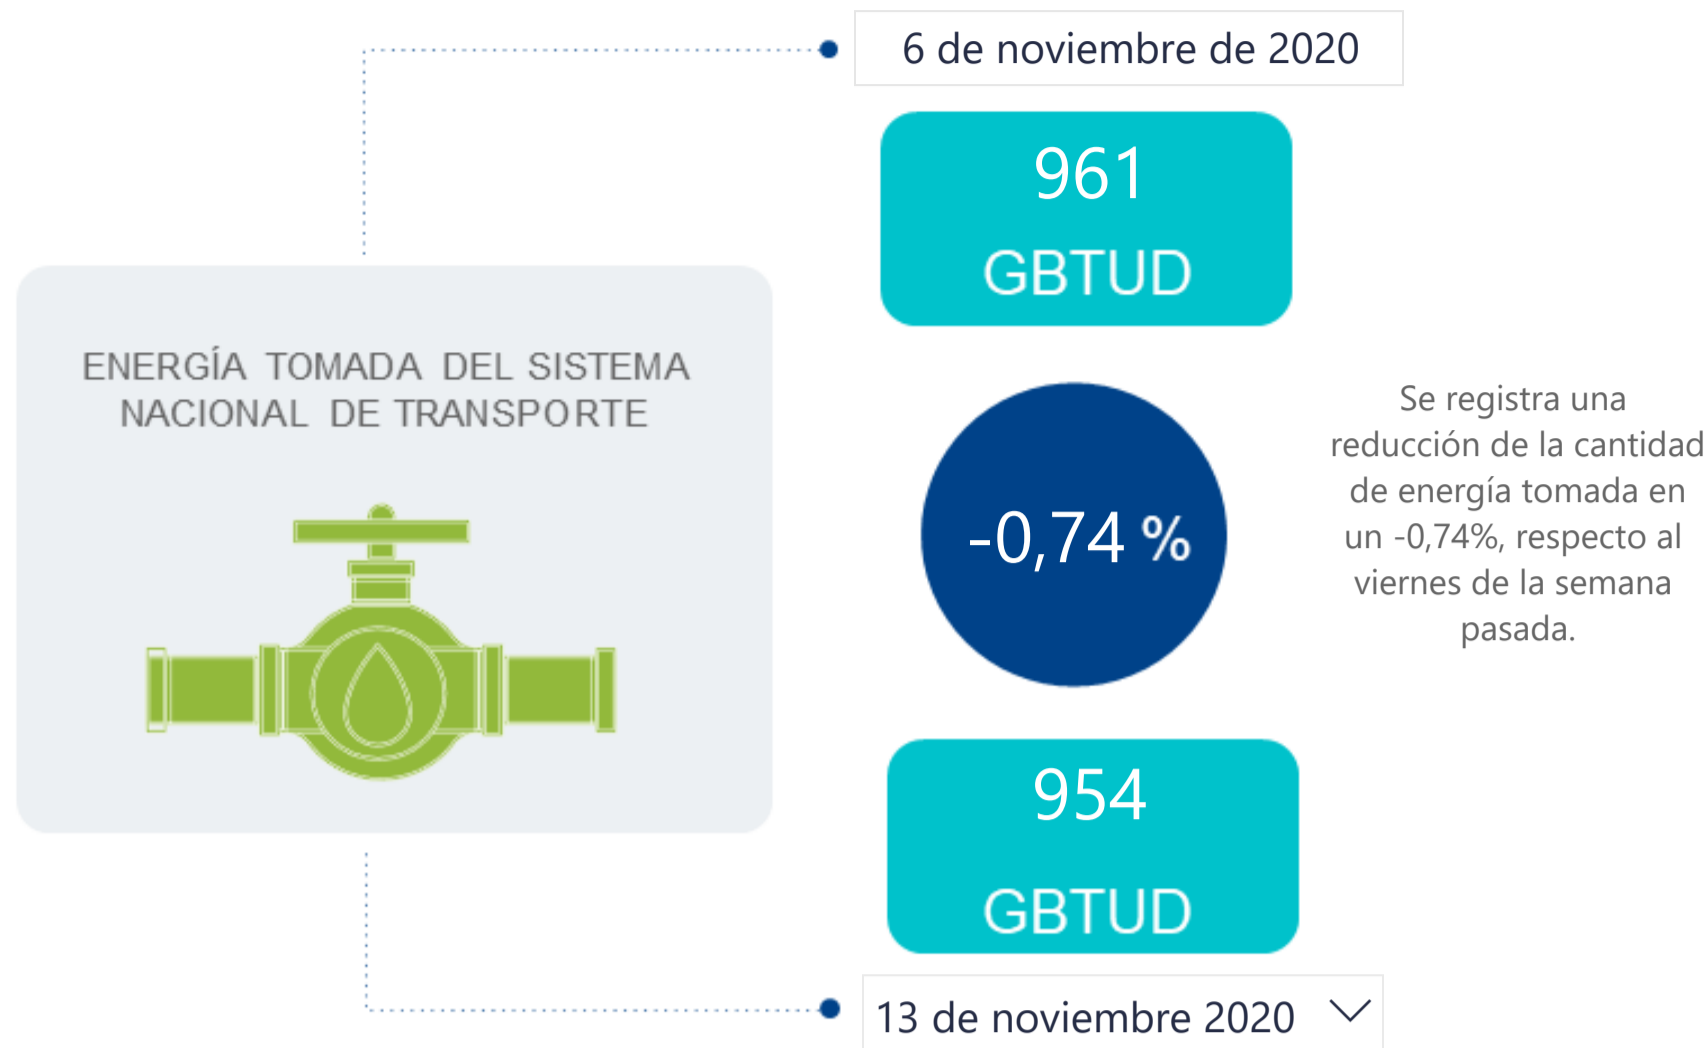 6 de noviembre de 2020
961
GBTUD
ENERGÍA TOMADA DEL SISTEMA
NACIONAL DE TRANSPORTE
-0,74 %
Se registra una
reducción de la cantidad
de energía tomada en
un -0,74%, respecto al
viernes de la semana
pasada.
954
GBTUD
13 de noviembre 2020